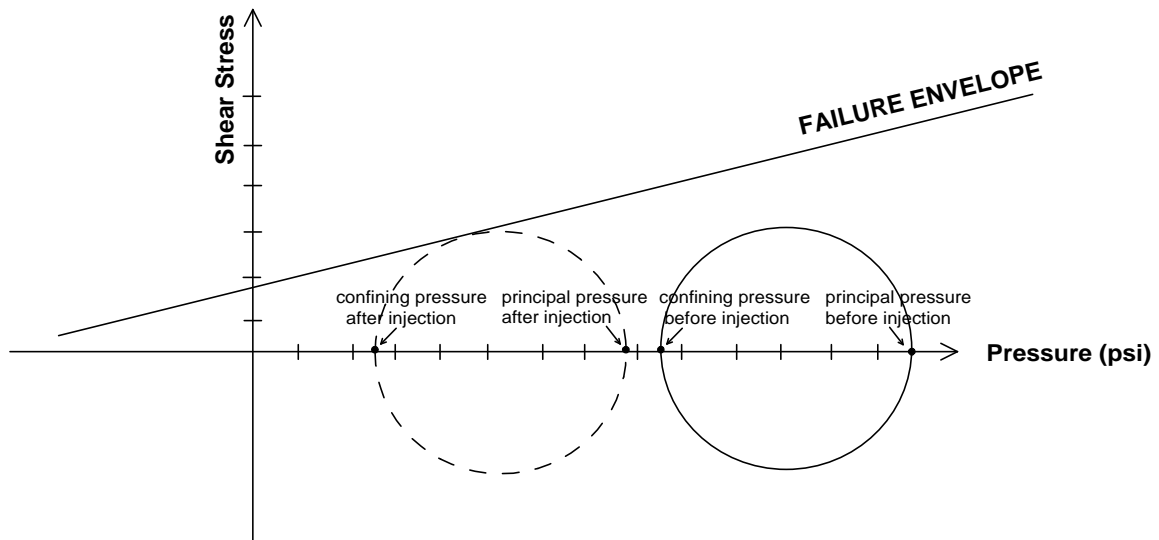 Shear Stress
FAILURE ENVELOPE
confining pressure
after injection
principal pressure
after injection
confining pressure
before injection
principal pressure
before injection
Pressure (psi)